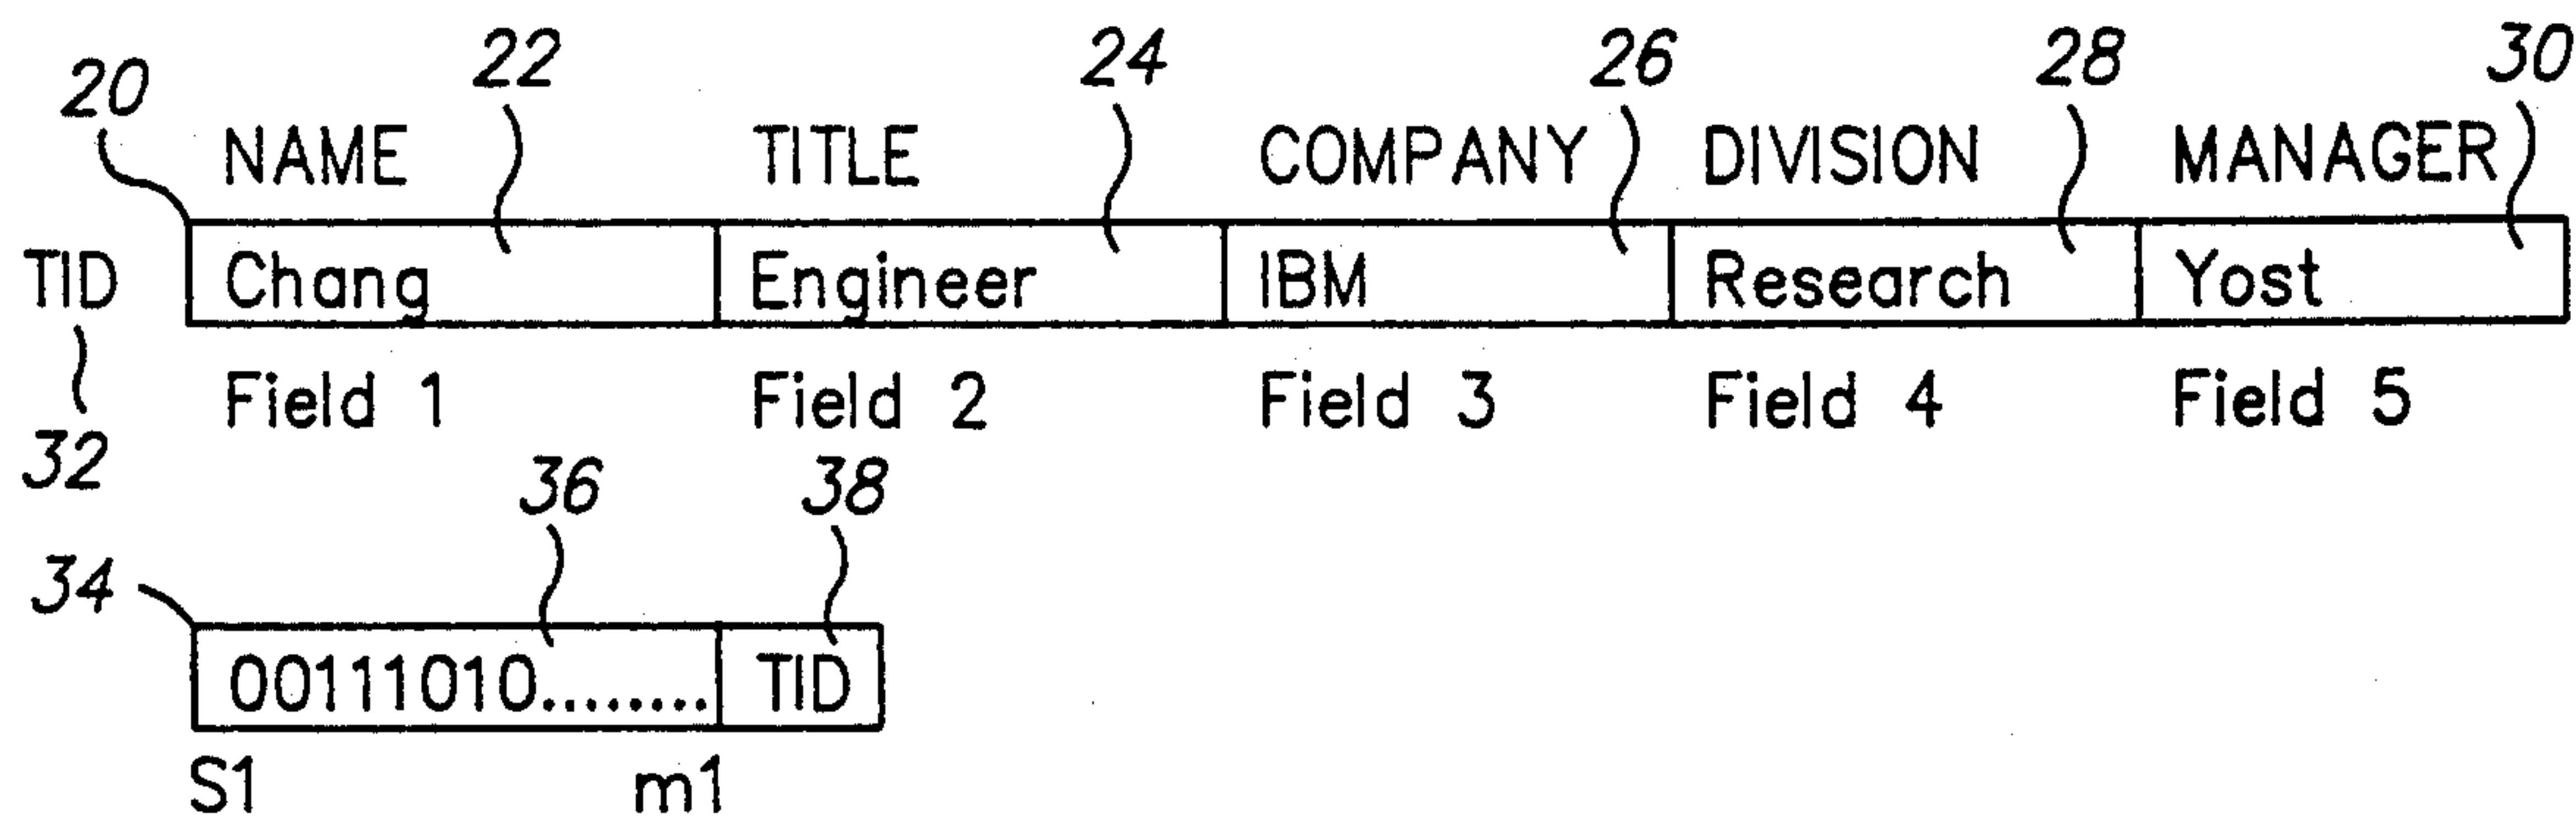 20 22 24 26 28 30
NAME TITLE COMPANY DIVISION MANAGER
TID Chang Engineer IBM Research Yost
Field 1 Field 2 Field 3 Field 4 Field 5
32
36 38
34
00111010........ TID
S1 m1